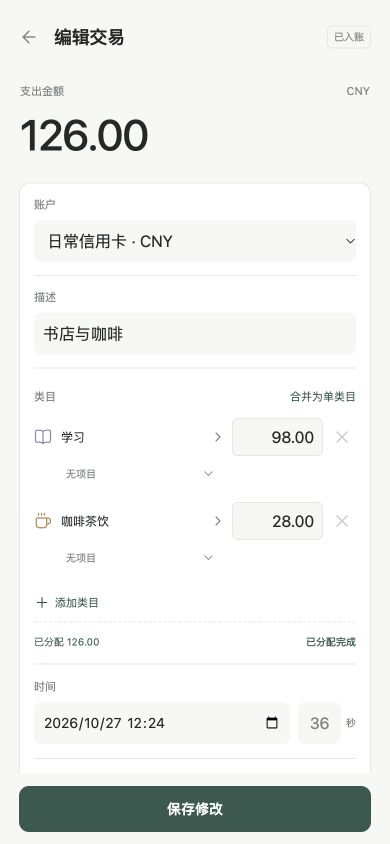 编辑交易
已入账
支出金额
CNY
126.00
账户
日常信用卡 · CNY
描述
书店与咖啡
类目
合并为单类目
学习
98.00
无项目
咖啡茶饮
28.00
无项目
添加类目
已分配 126.00
已分配完成
时间
2026/10/27 12:24
36
秒
保存修改